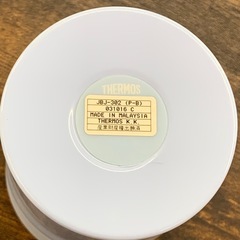 THERMOS
JBJ-302 (P-B)
031016 C
MADE IN MALAYSIA
THERMOS K.K.